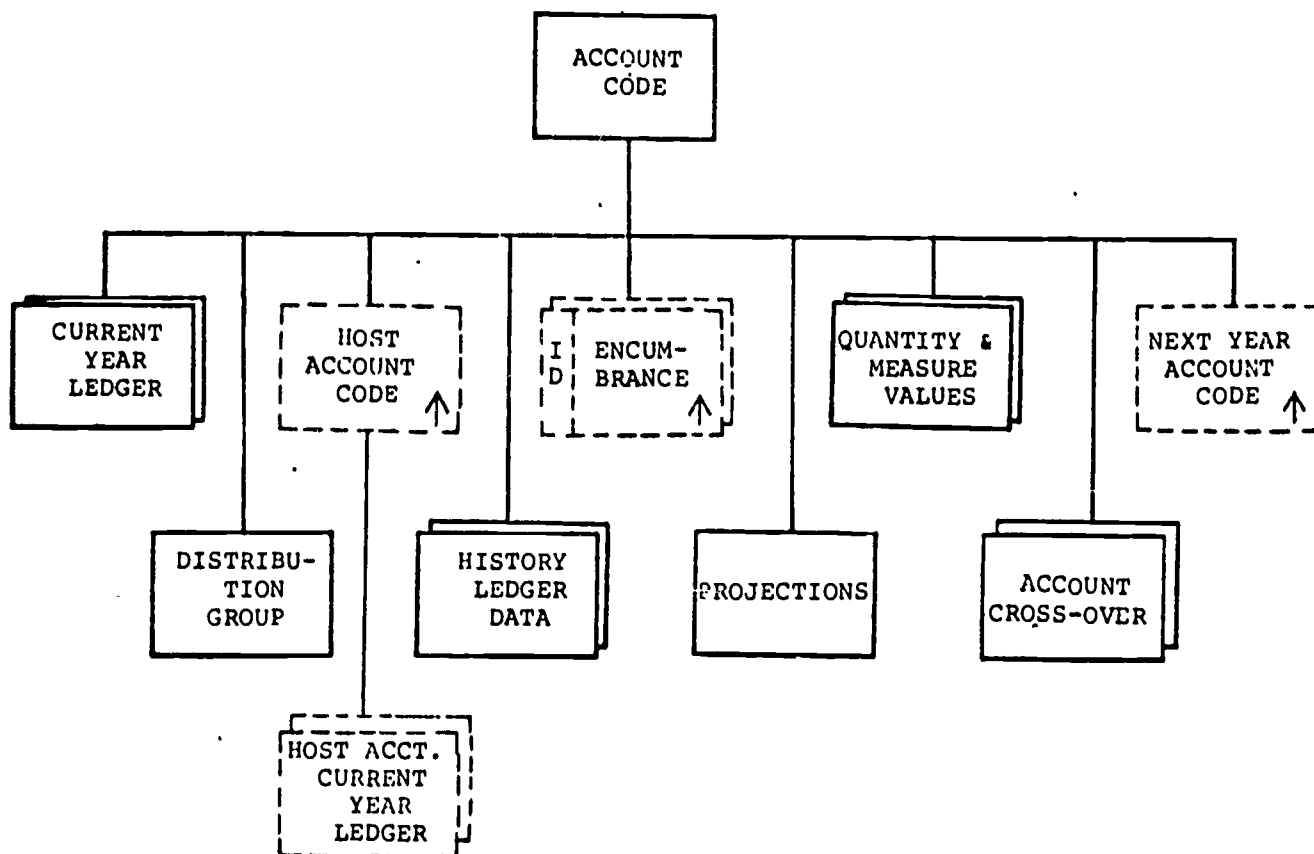 ACCOUNT
CODE
CURRENT
YEAR
LEDGER
HOST
ACCOUNT
CODE
I
D
ENCUM-
BRANCE
QUANTITY &
MEASURE
VALUES
NEXT YEAR
ACCOUNT
CODE
DISTRIBU-
TION
GROUP
HISTORY
LEDGER
DATA
PROJECTIONS
ACCOUNT
CROSS-OVER
HOST ACCT.
CURRENT
YEAR
LEDGER